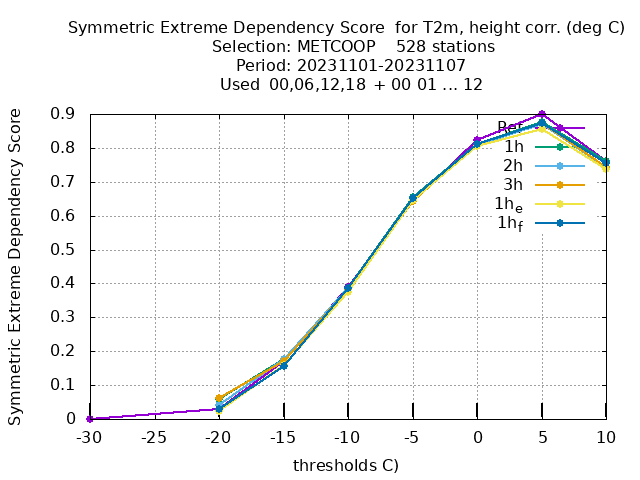 Symmetric Extreme Dependency Score  for T2m, height corr. (deg C)
Selection: METCOOP    528 stations
Period: 20231101-20231107
Used  00,06,12,18  + 00 01 ... 12
Symmetric Extreme Dependency Score
0.9
0.8
0.7
0.6
0.5
0.4
0.3
0.2
0.1
0
Ref
1h
2h
3h
1he
1hf
-30 -25 -20 -15 -10 -5 0 5 10
thresholds C)